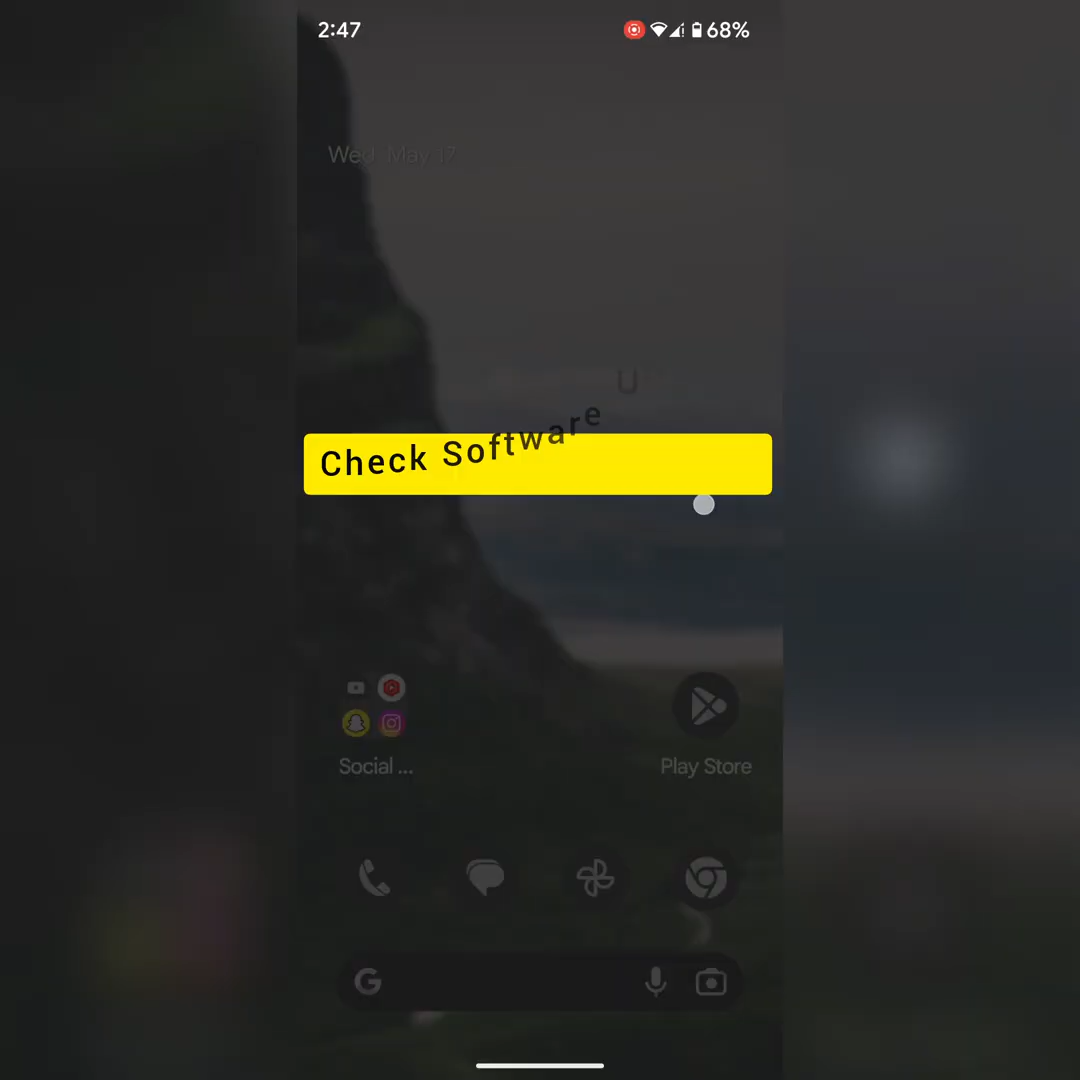 2:47
68%
Wed, May 17
Check Software U
Social ...
Play Store